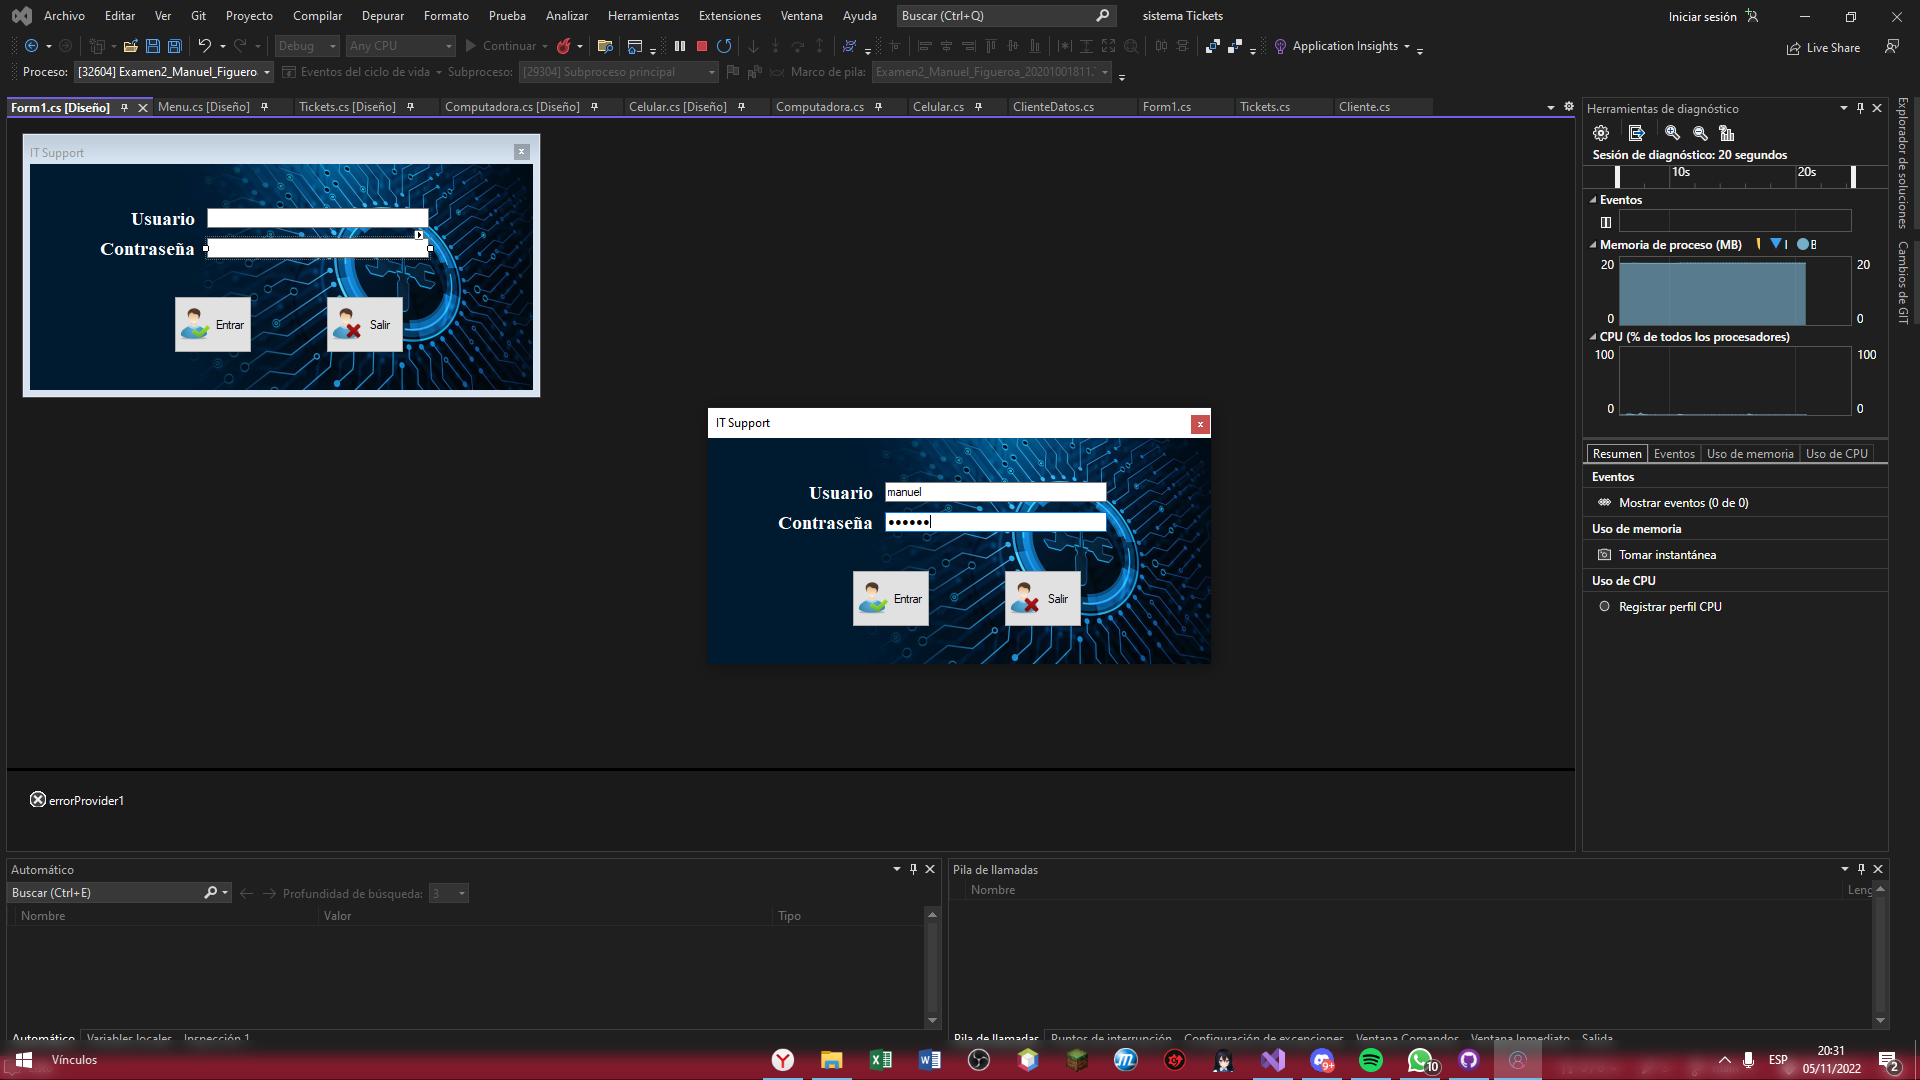 Archivo Editar Ver Git Proyecto Compilar Depurar Formato Prueba Analizar Herramientas Extensiones Ventana Ayuda Buscar (Ctrl+Q) sistema Tickets Iniciar sesión
Debug Any CPU Continuar Application Insights Live Share
Proceso: [32604] Examen2_Manuel_Figueroa Eventos del ciclo de vida Subproceso: [29304] Subproceso principal Marco de pila: Examen2_Manuel_Figueroa_20201001811.
Form1.cs [Diseño] Menu.cs [Diseño] Tickets.cs [Diseño] Computadora.cs [Diseño] Celular.cs [Diseño] Computadora.cs Celular.cs ClienteDatos.cs Form1.cs Tickets.cs Cliente.cs
IT Support
Usuario
Contraseña
Entrar Salir
IT Support
Usuario manuel
Contraseña ••••••
Entrar Salir
errorProvider1
Herramientas de diagnóstico
Sesión de diagnóstico: 20 segundos
10s 20s
Eventos
Memoria de proceso (MB) I B
20 20
0 0
CPU (% de todos los procesadores)
100 100
0 0
Resumen Eventos Uso de memoria Uso de CPU
Eventos
Mostrar eventos (0 de 0)
Uso de memoria
Tomar instantánea
Uso de CPU
Registrar perfil CPU
Explorador de soluciones
Cambios de GIT
Automático
Buscar (Ctrl+E) Profundidad de búsqueda: 3
Nombre Valor Tipo
Automático Variables locales Inspección 1
Pila de llamadas
Nombre Leng
Pila de llamadas Puntos de interrupción Configuración de excepciones Ventana Comandos Ventana Inmediato Salida
Vínculos 9+ 10 ESP 20:31
05/11/2022 2